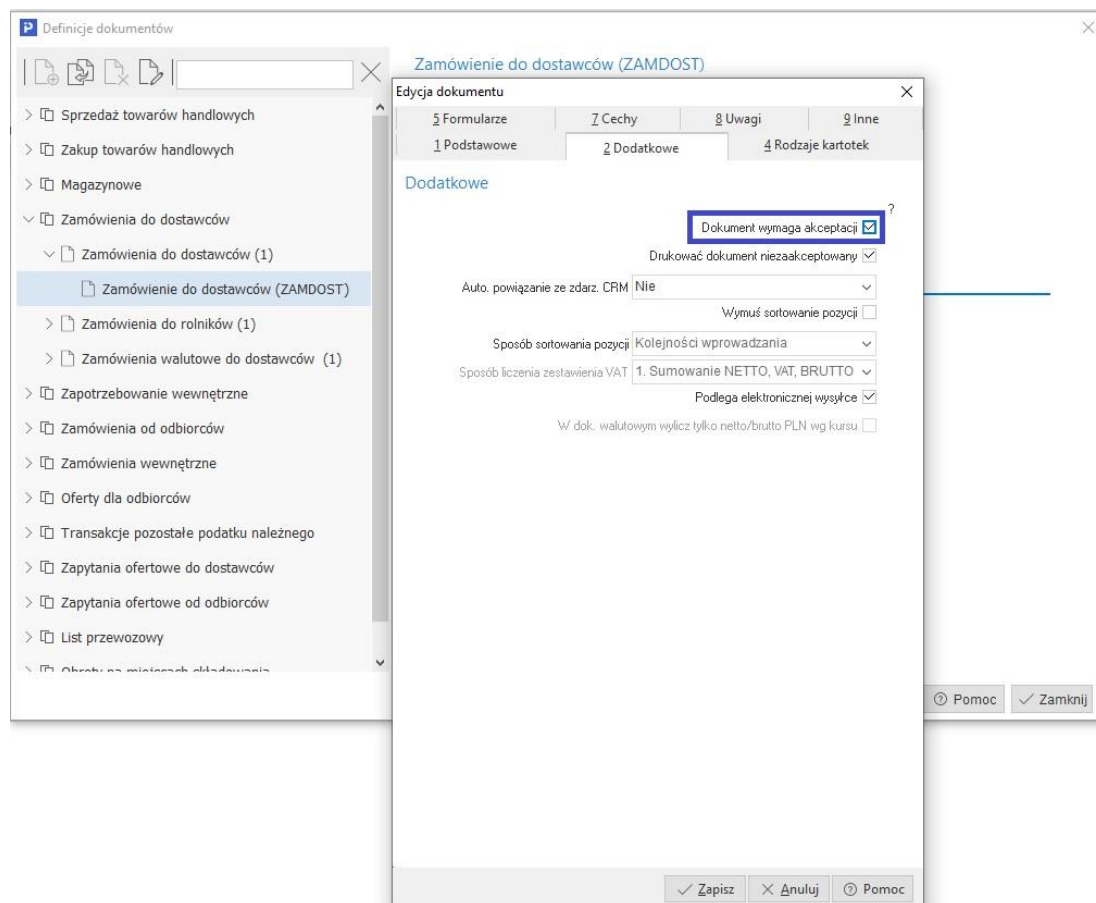 Definicje dokumentów
Zamówienie do dostawców (ZAMDOST)
Sprzedaż towarów handlowych
Zakup towarów handlowych
Magazynowe
Zamówienia do dostawców
Zamówienia do dostawców (1)
Zamówienie do dostawców (ZAMDOST)
Zamówienia do rolników (1)
Zamówienia walutowe do dostawców (1)
Zapotrzebowanie wewnętrzne
Zamówienia od odbiorców
Zamówienia wewnętrzne
Oferty dla odbiorców
Transakcje pozostałe podatku należnego
Zapytania ofertowe do dostawców
Zapytania ofertowe od odbiorców
List przewozowy
Obroty na miejscach składowania
Edycja dokumentu
5 Formularze 7 Cechy 8 Uwagi 9 Inne
1 Podstawowe 2 Dodatkowe 4 Rodzaje kartotek
Dodatkowe
?
Dokument wymaga akceptacji
Drukować dokument niezaakceptowany
Auto. powiązanie ze zdarz. CRM Nie
Wymuś sortowanie pozycji
Sposób sortowania pozycji Kolejności wprowadzania
Sposób liczenia zestawienia VAT 1. Sumowanie NETTO, VAT, BRUTTO
Podlega elektronicznej wysyłce
W dok. walutowym wylicz tylko netto/brutto PLN wg kursu
Zapisz Anuluj Pomoc
Pomoc Zamknij